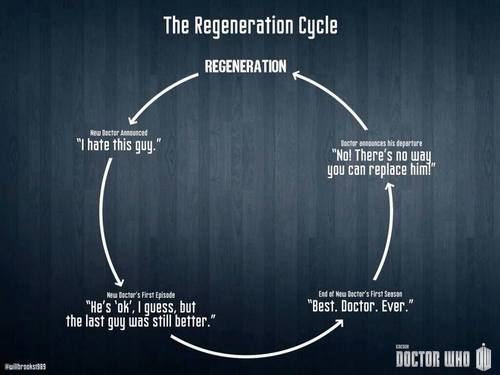 The Regeneration Cycle
REGENERATION
New Doctor Announced
"I hate this guy."
Doctor announces his departure
"No! There's no way
you can replace him!"
New Doctor's First Episode
"He's 'ok', I guess, but
the last guy was still better."
End of New Doctor's First Season
"Best. Doctor. Ever."
BBC
DOCTOR WHO
@willbrooks1989